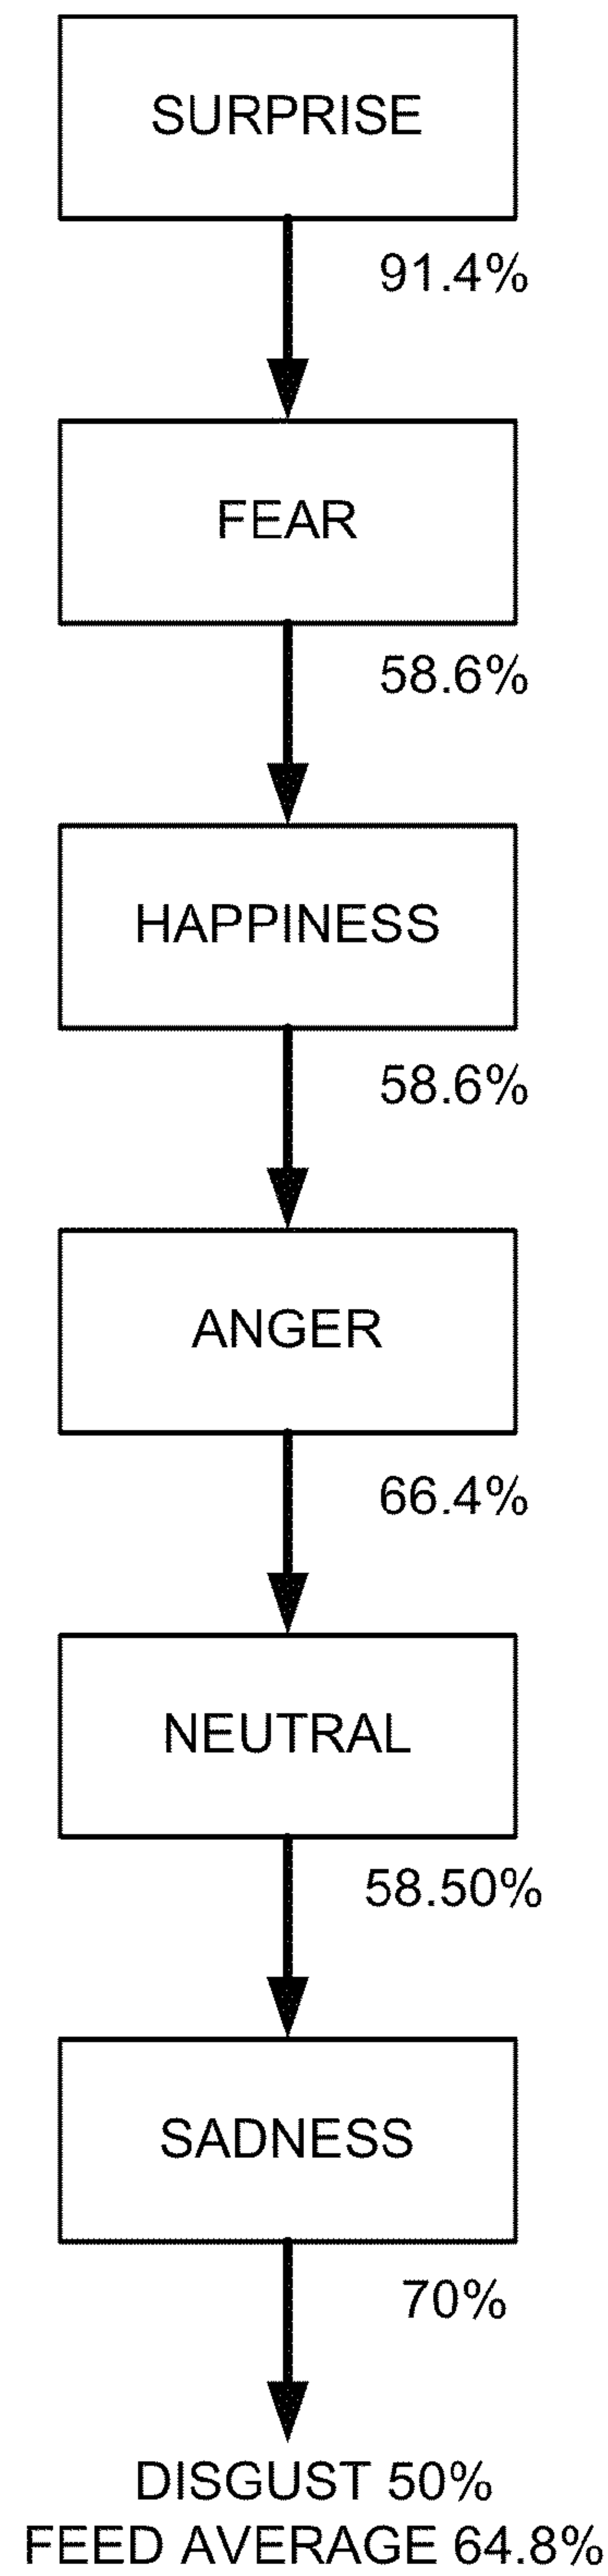 SURPRISE
91.4%
FEAR
58.6%
HAPPINESS
58.6%
ANGER
66.4%
NEUTRAL
58.50%
SADNESS
70%
DISGUST 50%
FEED AVERAGE 64.8%